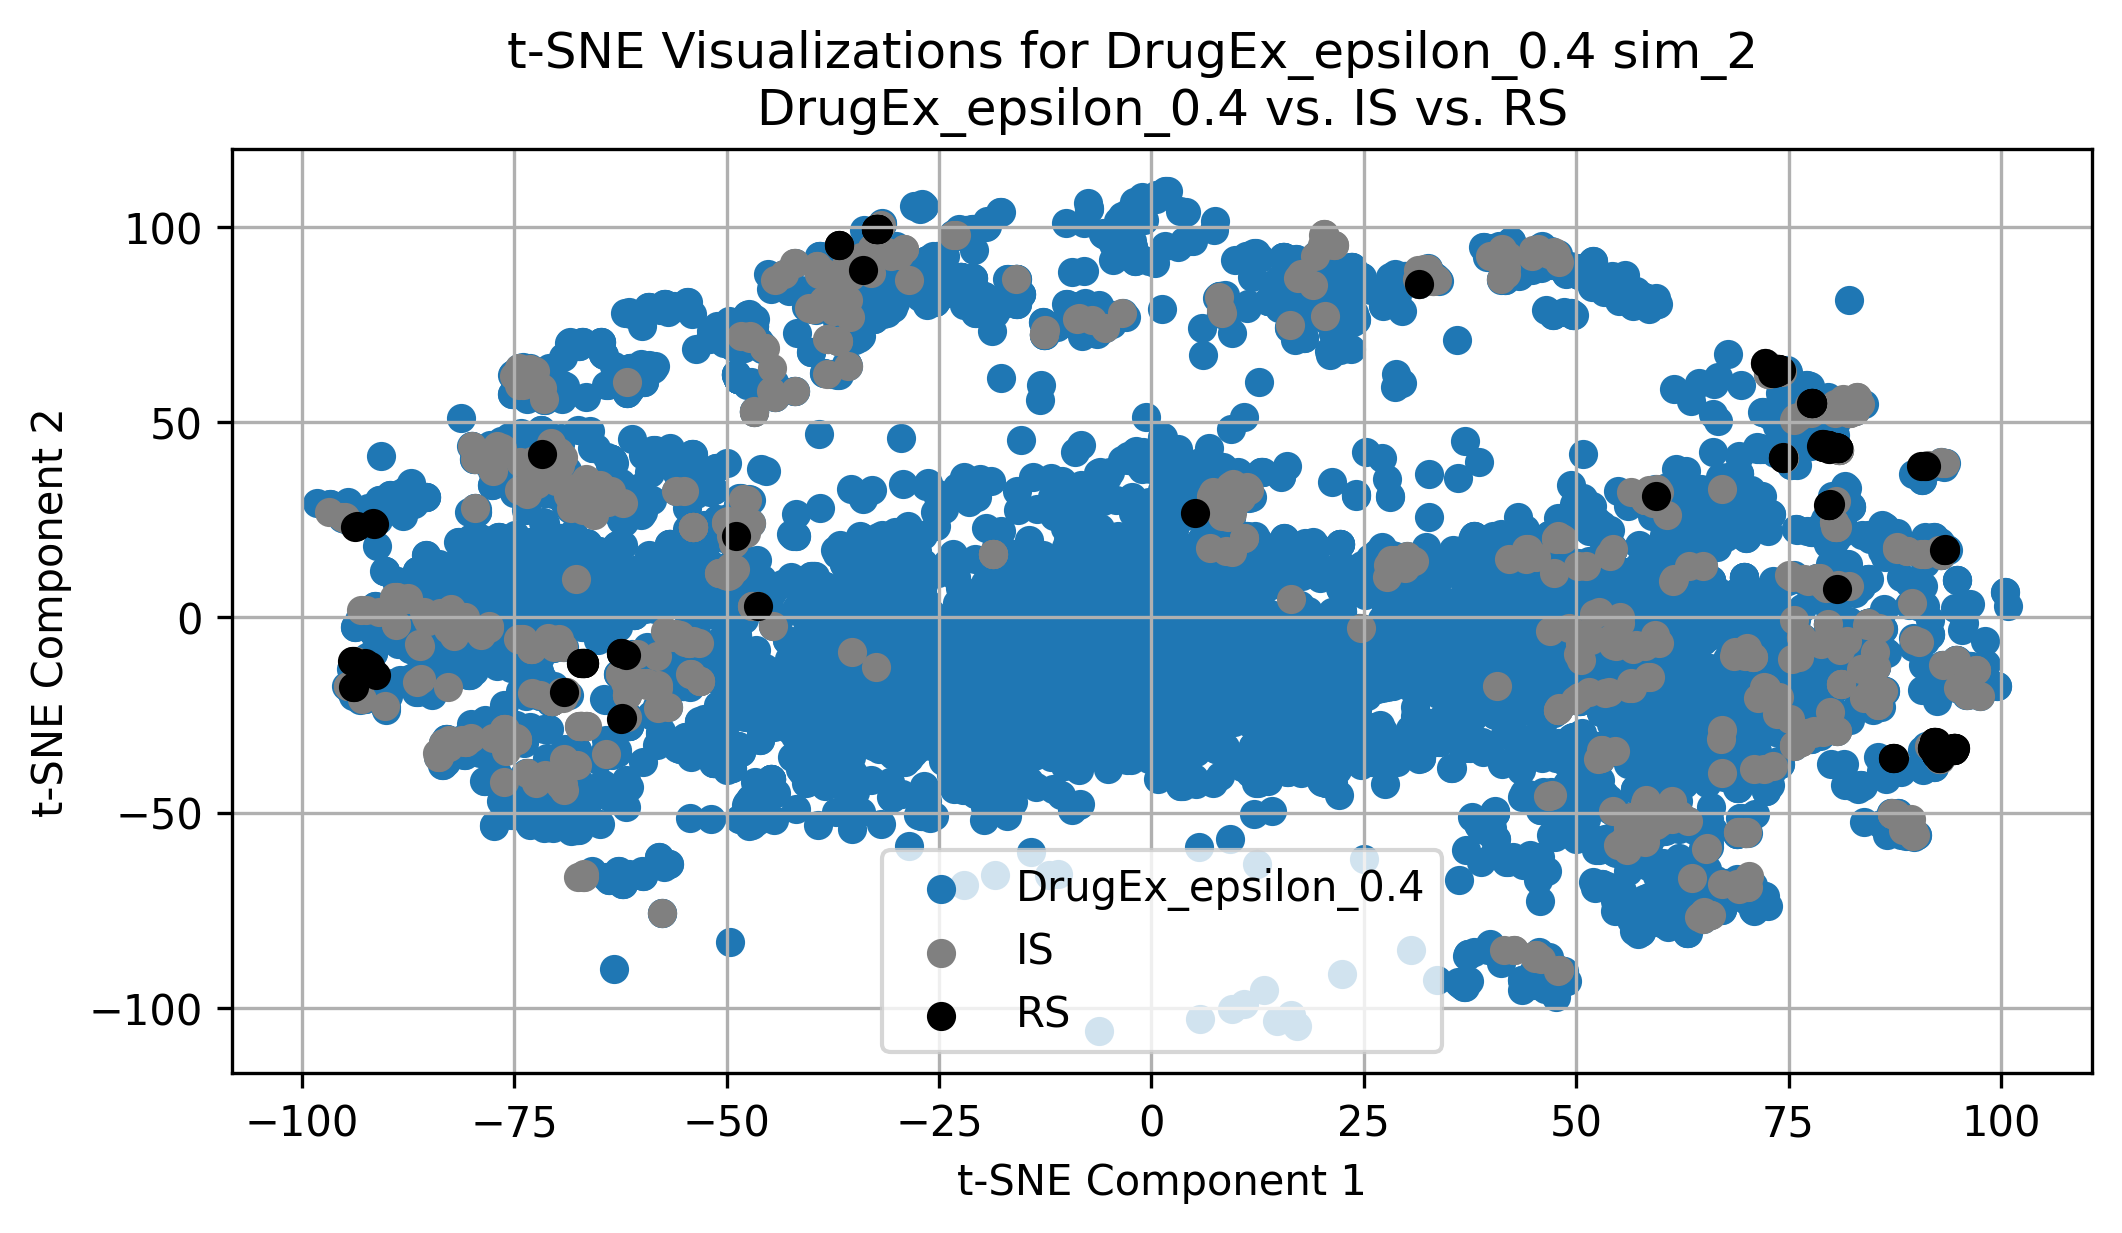 t-SNE Visualizations for DrugEx_epsilon_0.4 sim_2
DrugEx_epsilon_0.4 vs. IS vs. RS
t-SNE Component 2
100
50
0
−50
−100
DrugEx_epsilon_0.4
IS
RS
−100 −75 −50 −25 0 25 50 75 100
t-SNE Component 1